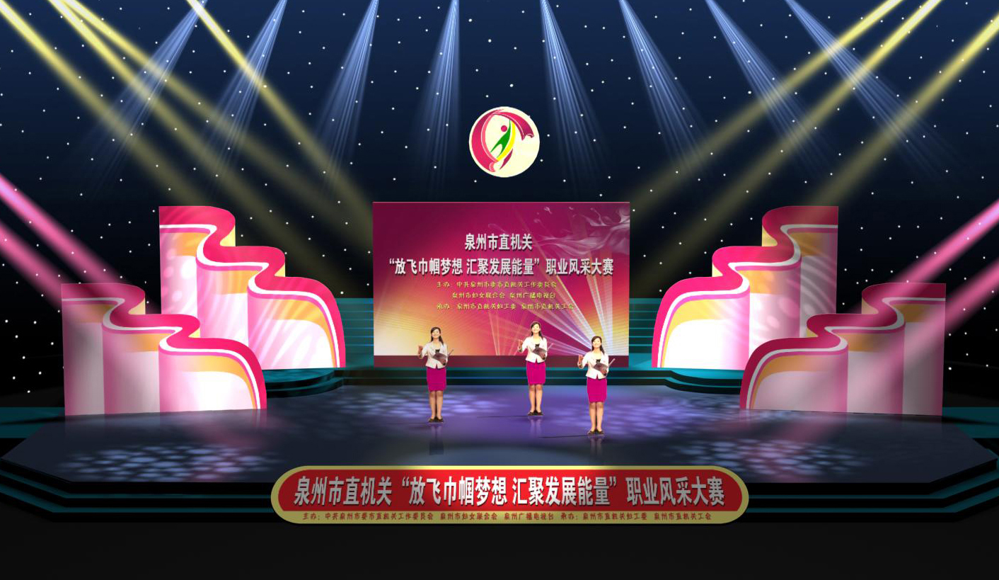 泉州市直机关
“放飞巾帼梦想 汇聚发展能量”职业风采大赛
主办：中共泉州市委市直机关工作委员会
泉州市妇女联合会 泉州广播电视台
承办：泉州市直机关妇工委 泉州市直机关工会
泉州市直机关“放飞巾帼梦想 汇聚发展能量”职业风采大赛
主办：中共泉州市委市直机关工作委员会 泉州市妇女联合会 泉州广播电视台 承办：泉州市直机关妇工委 泉州市直机关工会